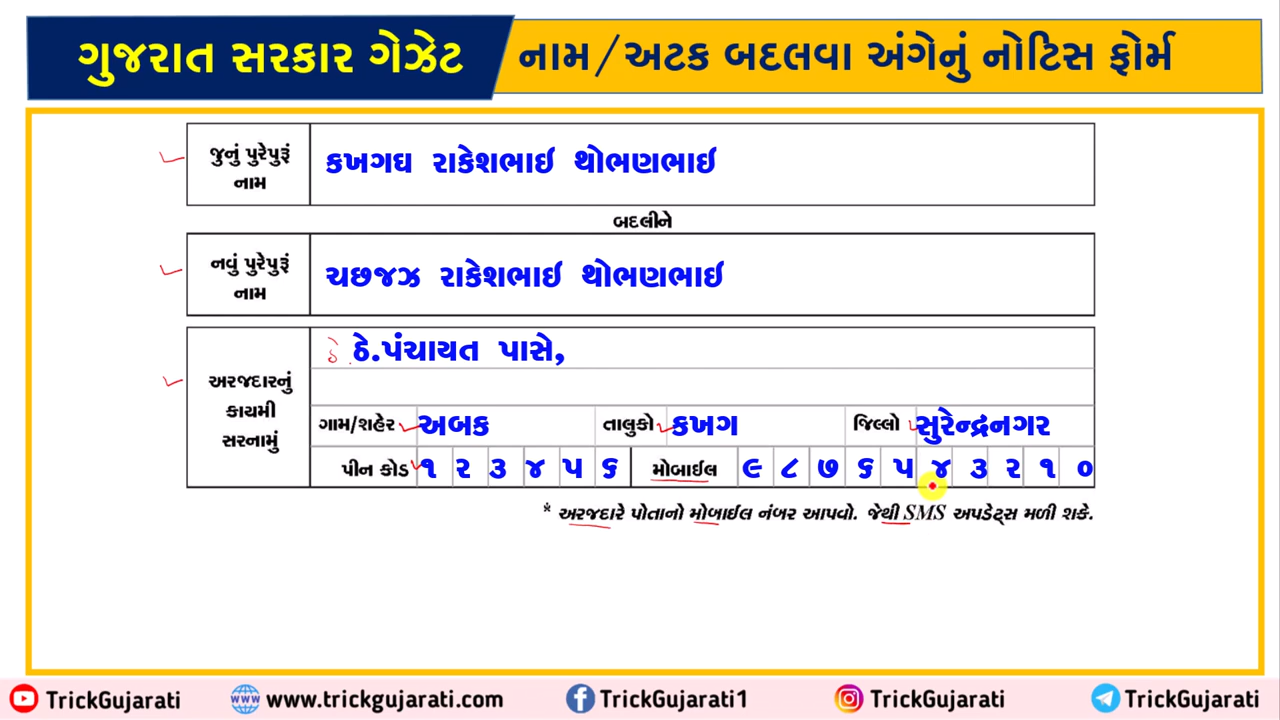 ગુજરાત સરકાર ગેઝેટ નામ/અટક બદલવા અંગેનું નોટિસ ફોર્મ
જુનું પુરેપુરૂં
નામ
કખગઘ રાકેશભાઈ થોભણભાઈ
બદલીને
નવું પુરેપુરૂં
નામ
ચછજઝ રાકેશભાઈ થોભણભાઈ
અરજદારનું
કાયમી
સરનામું
ઠે.પંચાયત પાસે,
ગામ/શહેર અબક તાલુકો કખગ જિલ્લો સુરેન્દ્રનગર
પીન કોડ ૧ ૨ ૩ ૪ ૫ ૬ મોબાઈલ ૯ ૮ ૭ ૬ ૫ ૪ ૩ ૨ ૧ ૦
* અરજદારે પોતાનો મોબાઈલ નંબર આપવો. જેથી SMS અપડેટ્સ મળી શકે.
TrickGujarati www.trickgujarati.com TrickGujarati1 TrickGujarati TrickGujarati